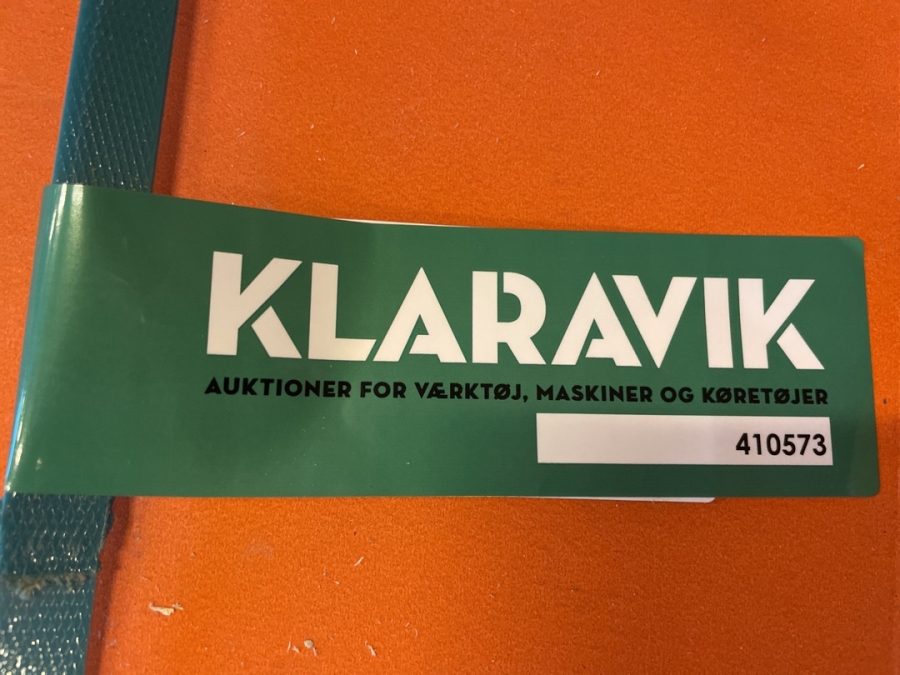 KLARAVIK
AUKTIONER FOR VÆRKTØJ, MASKINER OG KØRETØJER
410573